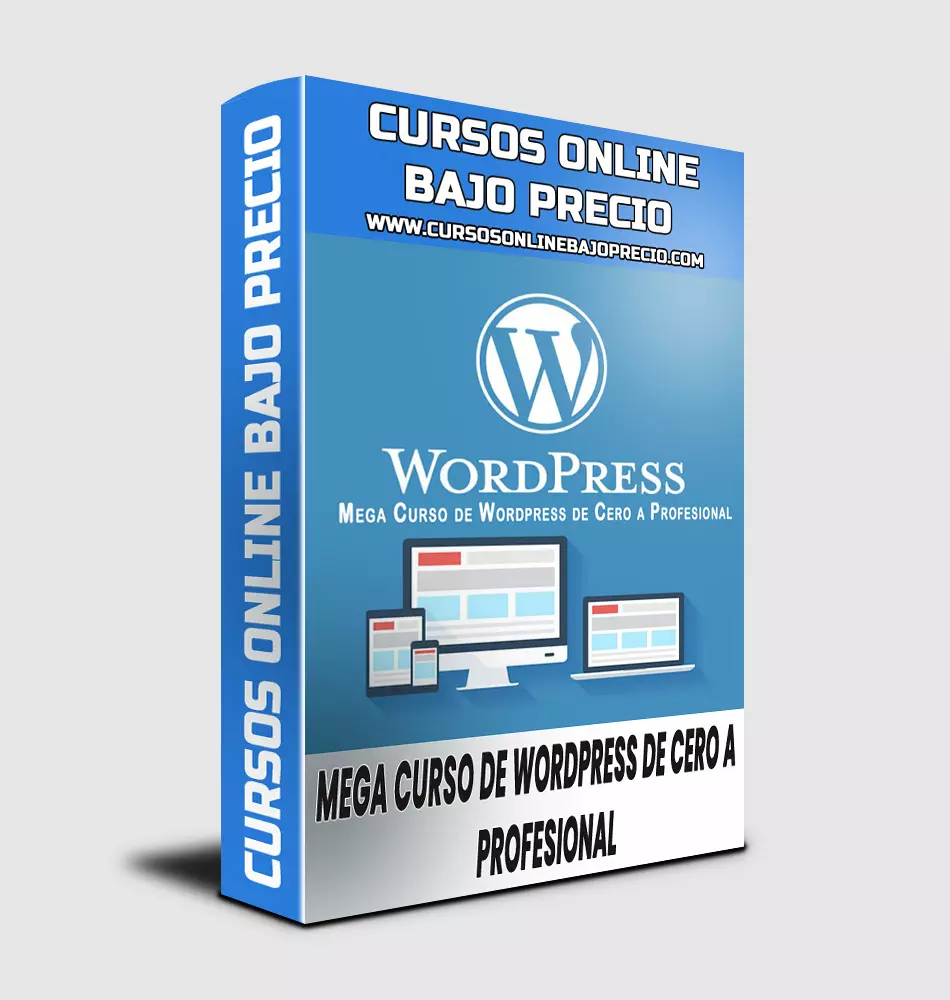 CURSOS ONLINE BAJO PRECIO
CURSOS ONLINE
BAJO PRECIO
WWW.CURSOSONLINEBAJOPRECIO.COM
W
WORDPRESS
MEGA CURSO DE WORDPRESS DE CERO A PROFESIONAL
MEGA CURSO DE WORDPRESS DE CERO A
PROFESIONAL